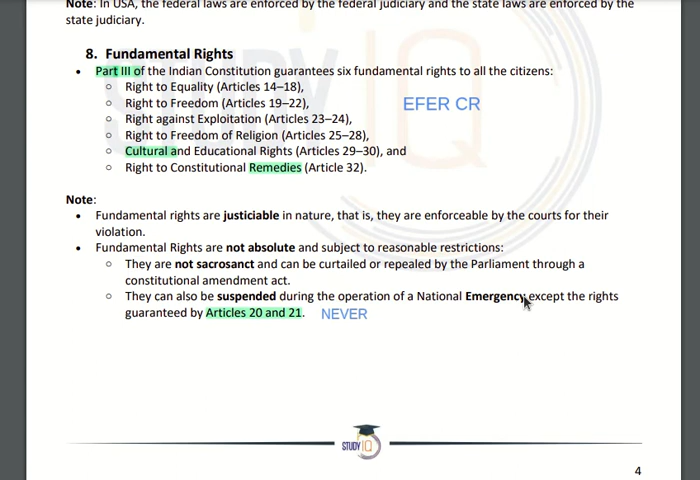 Note: In USA, the federal laws are enforced by the federal judiciary and the state laws are enforced by the
state judiciary.
8. Fundamental Rights
• Part III of the Indian Constitution guarantees six fundamental rights to all the citizens:
o Right to Equality (Articles 14–18),
o Right to Freedom (Articles 19–22),
EFER CR
o Right against Exploitation (Articles 23–24),
o Right to Freedom of Religion (Articles 25–28),
o Cultural and Educational Rights (Articles 29–30), and
o Right to Constitutional Remedies (Article 32).
Note:
• Fundamental rights are justiciable in nature, that is, they are enforceable by the courts for their
violation.
• Fundamental Rights are not absolute and subject to reasonable restrictions:
o They are not sacrosanct and can be curtailed or repealed by the Parliament through a
constitutional amendment act.
o They can also be suspended during the operation of a National Emergency except the rights
guaranteed by Articles 20 and 21. NEVER
STUDY IQ
4